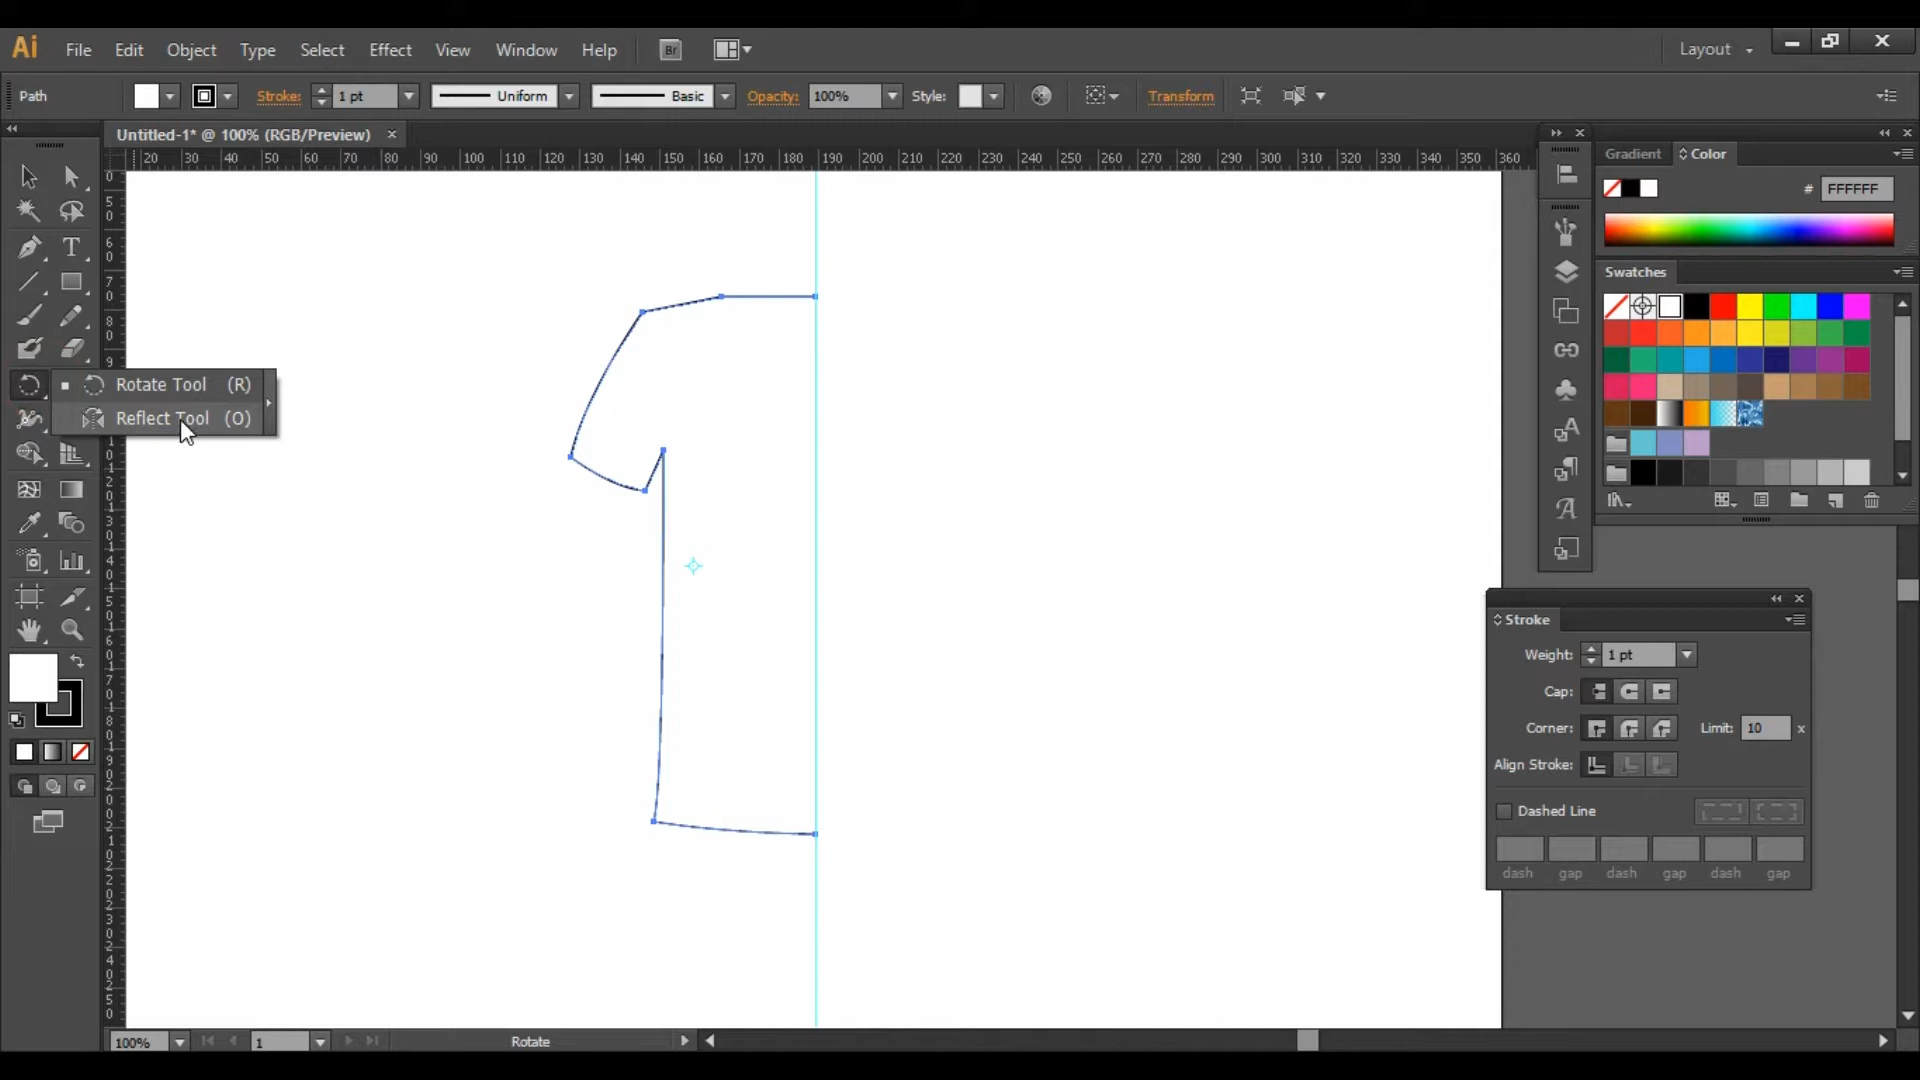 Ai File Edit Object Type Select Effect View Window Help Br Layout
Path Stroke: 1 pt Uniform Basic Opacity: 100% Style: Transform
Untitled-1* @ 100% (RGB/Preview)
20 30 40 50 60 70 80 90 100 110 120 130 140 150 160 170 180 190 200 210 220 230 240 250 260 270 280 290 300 310 320 330 340 350 360
Gradient Color
# FFFFFF
Swatches
Rotate Tool (R)
Reflect Tool (O)
Stroke
Weight: 1 pt
Cap:
Corner: Limit: 10 x
Align Stroke:
Dashed Line
dash gap dash gap dash gap
100% 1 Rotate